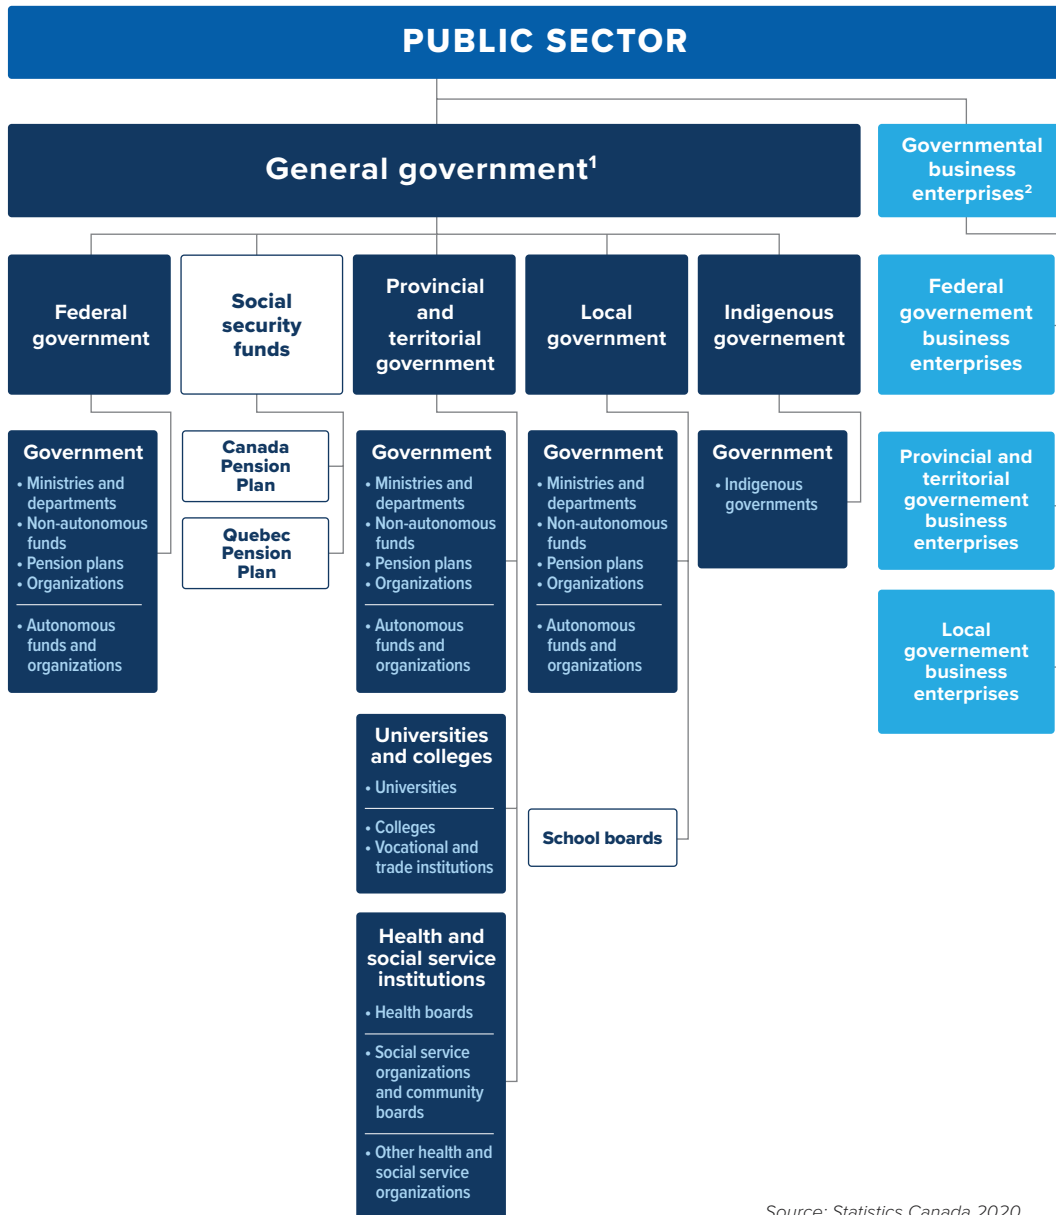 PUBLIC SECTOR
General government¹
Governmental
business
enterprises²
Federal
government
Social
security
funds
Provincial
and
territorial
government
Local
government
Indigenous
governement
Federal
governement
business
enterprises
Government
• Ministries and
departments
• Non-autonomous
funds
• Pension plans
• Organizations
• Autonomous
funds and
organizations
Canada
Pension
Plan
Quebec
Pension
Plan
Government
• Ministries and
departments
• Non-autonomous
funds
• Pension plans
• Organizations
• Autonomous
funds and
organizations
Universities
and colleges
• Universities
• Colleges
• Vocational and
trade institutions
Health and
social service
institutions
• Health boards
• Social service
organizations
and community
boards
• Other health and
social service
organizations
Government
• Ministries and
departments
• Non-autonomous
funds
• Pension plans
• Organizations
• Autonomous
funds and
organizations
School boards
Government
• Indigenous
governments
Provincial and
territorial
governement
business
enterprises
Local
governement
business
enterprises
Source: Statistics Canada 2020